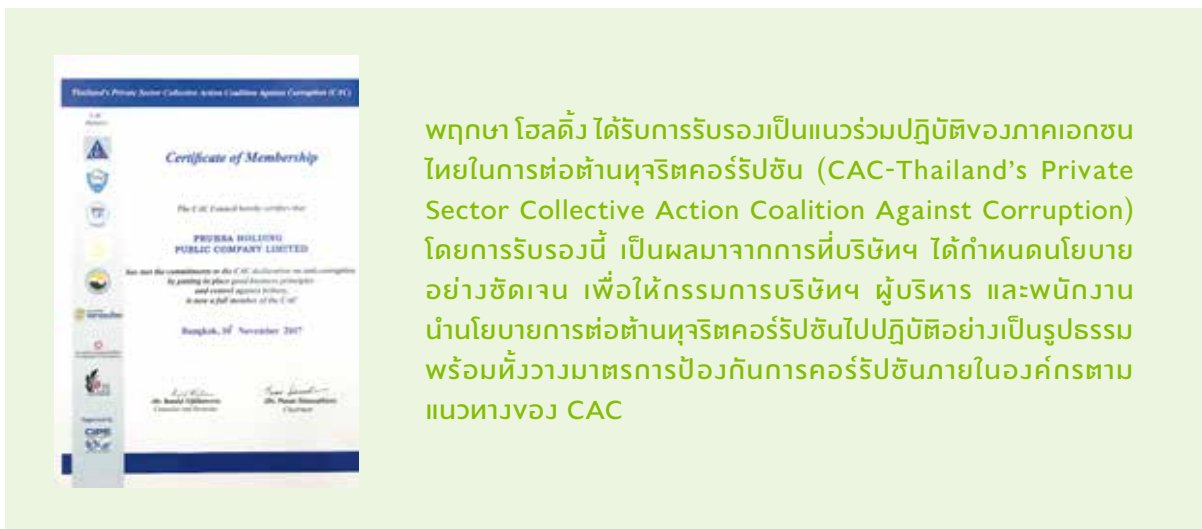 Thailand's Private Sector Collective Action Coalition Against Corruption (CAC)
Certificate of Membership
The CAC Council hereby certifies that
PRUKSA HOLDING
PUBLIC COMPANY LIMITED
has met the commitments in the CAC declaration on anti-corruption
by putting in place good business principles
and control against bribery,
is now a full member of the CAC
Bangkok, November 2017
Chairman
CIPE
พฤกษา โฮลดิ้ง ได้รับการรับรองเป็นแนวร่วมปฏิบัติของภาคเอกชน
ไทยในการต่อต้านทุจริตคอร์รัปชัน (CAC-Thailand's Private
Sector Collective Action Coalition Against Corruption)
โดยการรับรองนี้ เป็นผลมาจากการที่บริษัทฯ ได้กำหนดนโยบาย
อย่างชัดเจน เพื่อให้กรรมการบริษัทฯ ผู้บริหาร และพนักงาน
นำนโยบายการต่อต้านทุจริตคอร์รัปชันไปปฏิบัติอย่างเป็นรูปธรรม
พร้อมทั้งวางมาตรการป้องกันการคอร์รัปชันภายในองค์กรตาม
แนวทางของ CAC